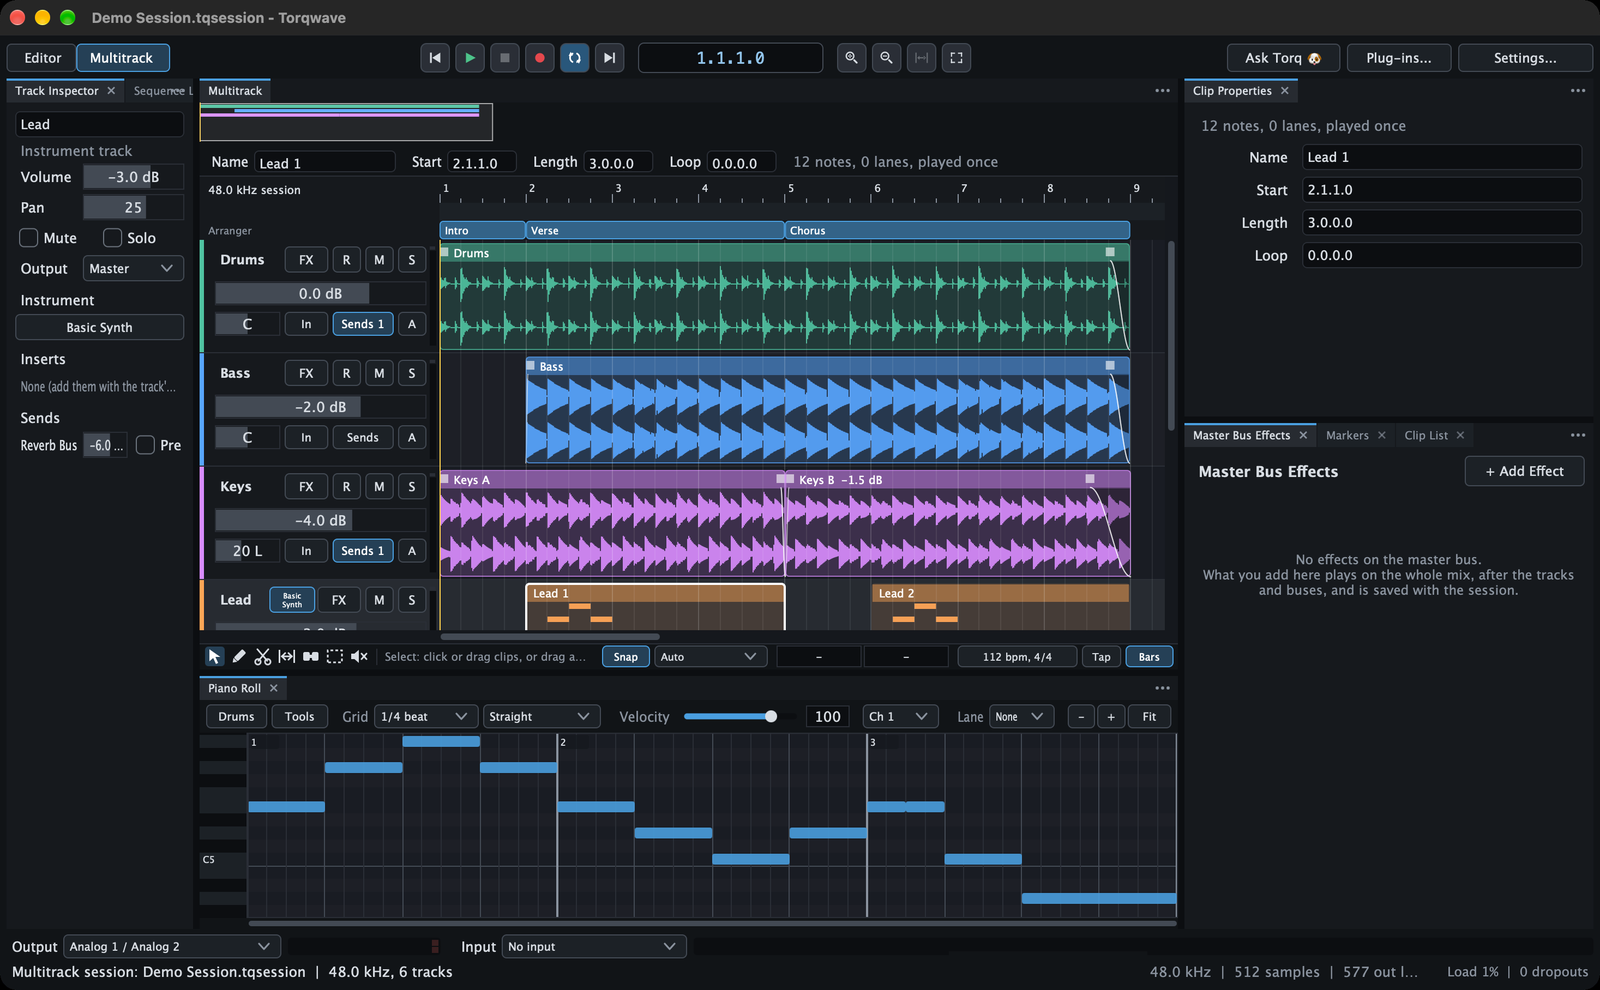 Demo Session.tqsession - Torqwave
Editor
Multitrack
1.1.1.0
Ask Torq
Plug-ins...
Settings...
Track Inspector
Sequence L
Lead
Instrument track
Volume
-3.0 dB
Pan
25
Mute
Solo
Output
Master
Instrument
Basic Synth
Inserts
None (add them with the track'...
Sends
Reverb Bus
-6.0 ...
Pre
Multitrack
Name
Lead 1
Start
2.1.1.0
Length
3.0.0.0
Loop
0.0.0.0
12 notes, 0 lanes, played once
48.0 kHz session
1 2 3 4 5 6 7 8 9
Arranger
Intro
Verse
Chorus
Drums
FX
R
M
S
0.0 dB
C
In
Sends 1
A
Drums
Bass
FX
R
M
S
-2.0 dB
C
In
Sends
A
Bass
Keys
FX
R
M
S
-4.0 dB
20 L
In
Sends 1
A
Keys A
Keys B -1.5 dB
Lead
Basic
Synth
FX
M
S
Lead 1
Lead 2
Select: click or drag clips, or drag a...
Snap
Auto
-
-
112 bpm, 4/4
Tap
Bars
Piano Roll
Drums
Tools
Grid
1/4 beat
Straight
Velocity
100
Ch 1
Lane
None
-
+
Fit
1 2 3
C5
Clip Properties
12 notes, 0 lanes, played once
Name
Lead 1
Start
2.1.1.0
Length
3.0.0.0
Loop
0.0.0.0
Master Bus Effects
Markers
Clip List
Master Bus Effects
+ Add Effect
No effects on the master bus.
What you add here plays on the whole mix, after the tracks
and buses, and is saved with the session.
Output
Analog 1 / Analog 2
Input
No input
Multitrack session: Demo Session.tqsession | 48.0 kHz, 6 tracks
48.0 kHz | 512 samples | 577 out l... Load 1% | 0 dropouts